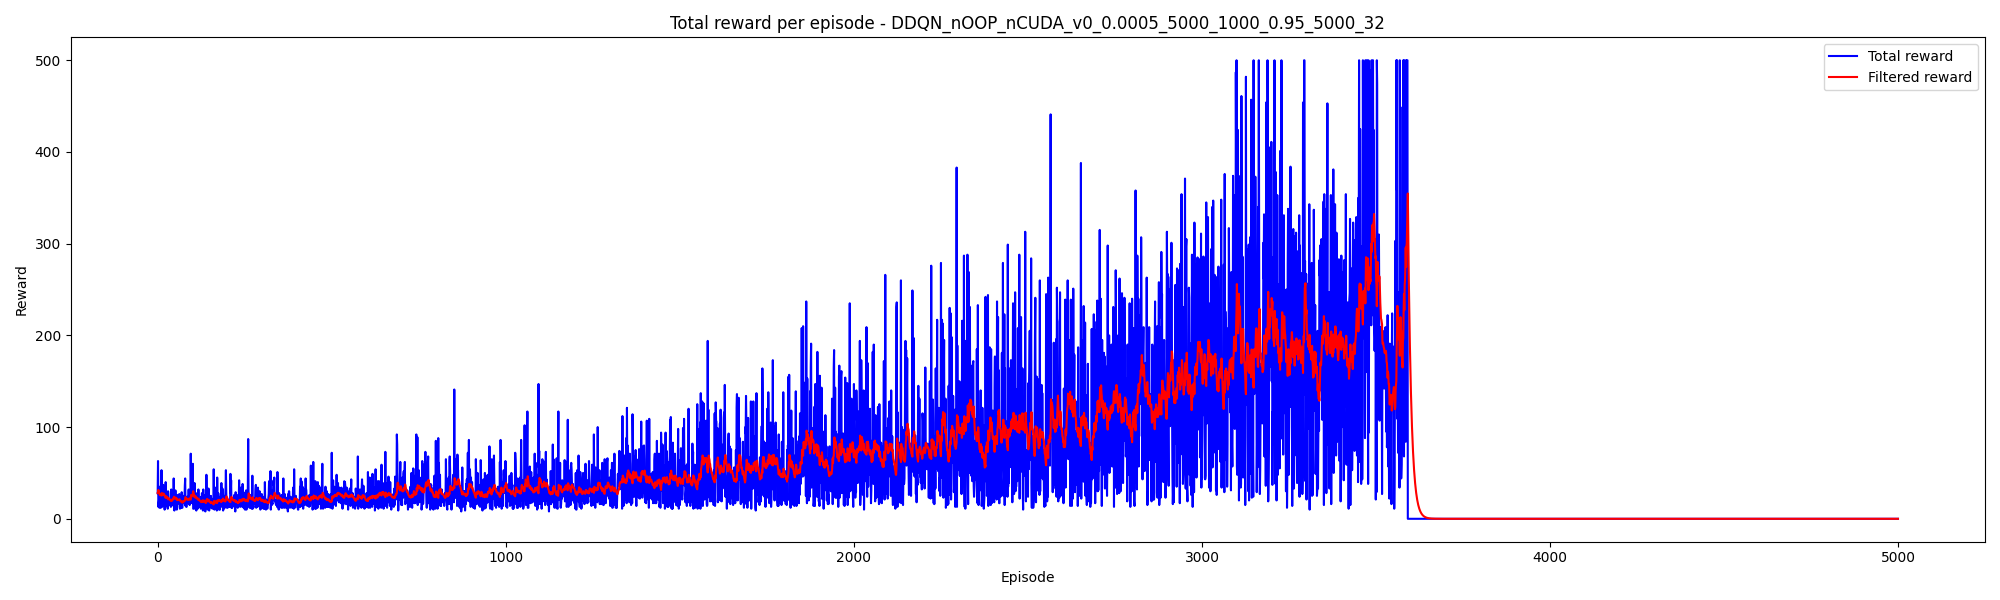 Total reward per episode - DDQN_nOOP_nCUDA_v0_0.0005_5000_1000_0.95_5000_32
Total reward
Filtered reward
Reward
500
400
300
200
100
0
0
1000
2000
3000
4000
5000
Episode